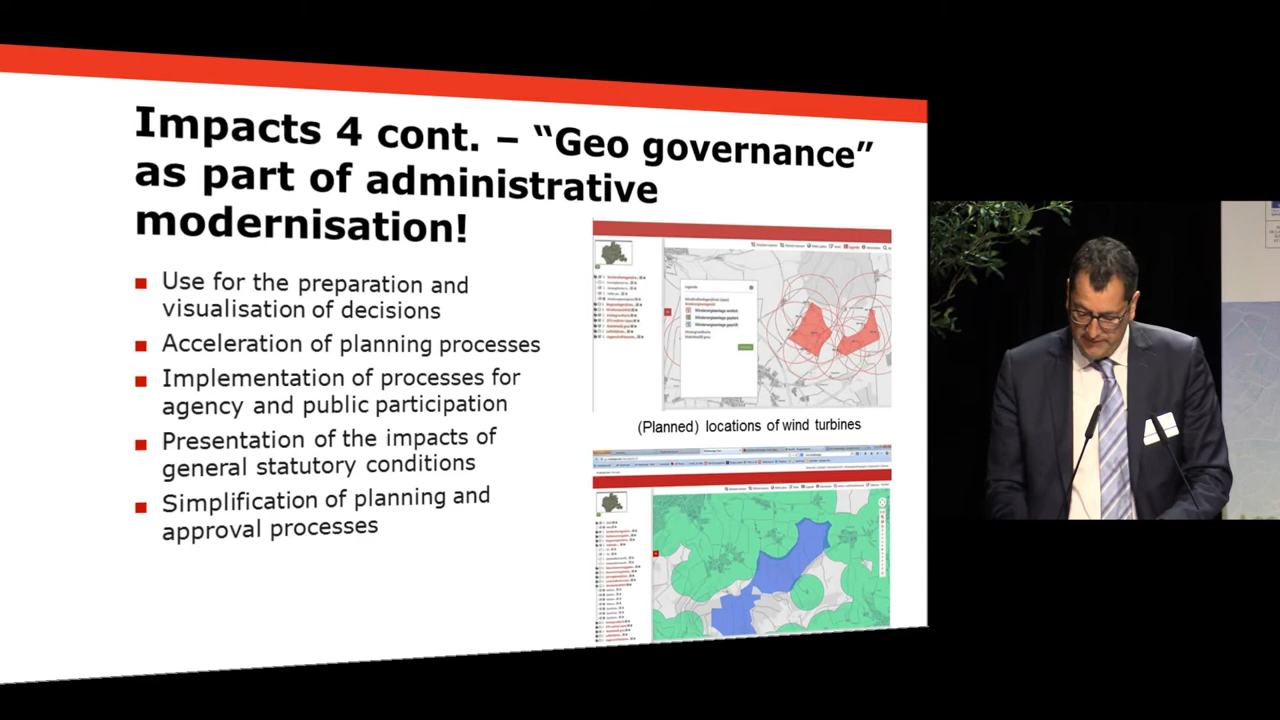 Impacts 4 cont. – “Geo governance”
as part of administrative
modernisation!
Use for the preparation and
visualisation of decisions
Acceleration of planning processes
Implementation of processes for
agency and public participation
Presentation of the impacts of
general statutory conditions
Simplification of planning and
approval processes
(Planned) locations of wind turbines